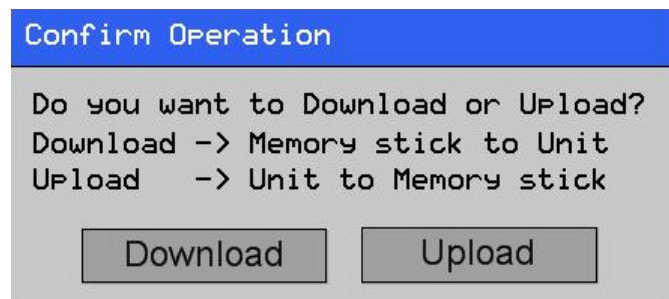 Confirm Operation
Do you want to Download or Upload?
Download -> Memory stick to Unit
Upload -> Unit to Memory stick
Download Upload